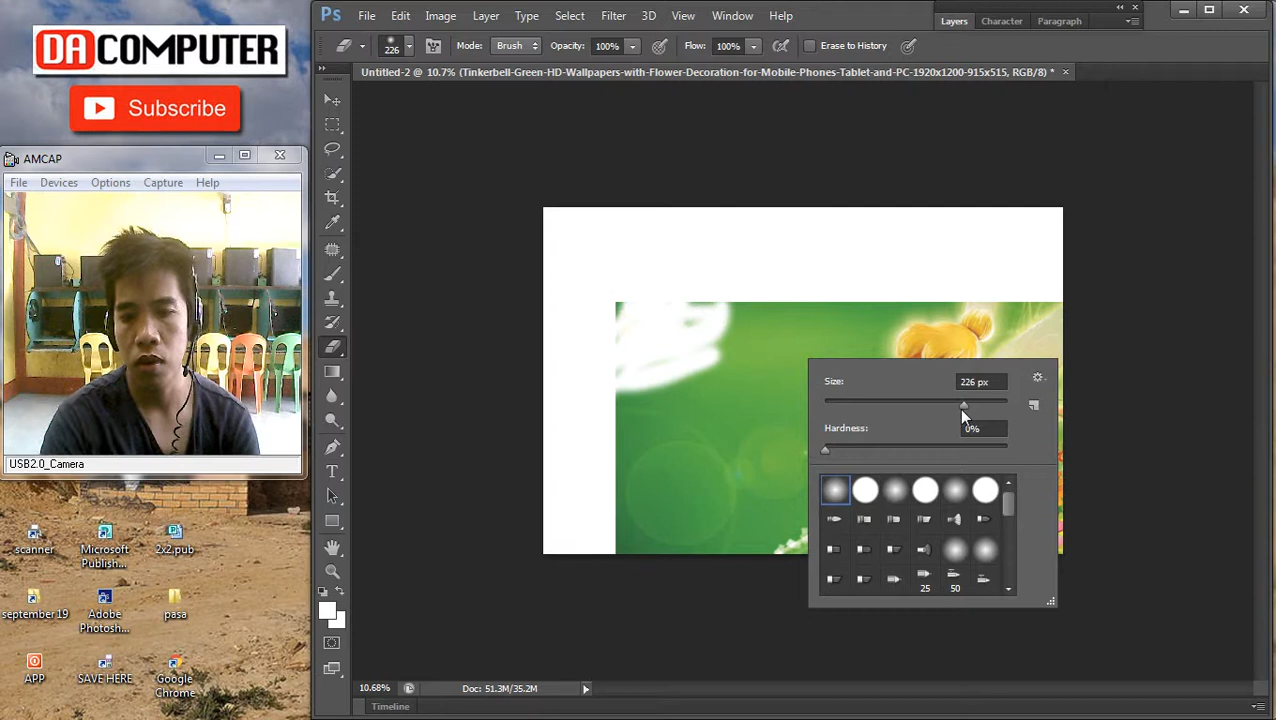 DACOMPUTER
Subscribe
AMCAP
File Devices Options Capture Help
USB2.0_Camera
scanner
Microsoft Publish...
2x2.pub
september 19
Adobe Photosh...
pasa
APP
SAVE HERE
Google Chrome
Ps File Edit Image Layer Type Select Filter 3D View Window Help
Layers Character Paragraph
226 Mode: Brush Opacity: 100% Flow: 100% Erase to History
Untitled-2 @ 10.7% (Tinkerbell-Green-HD-Wallpapers-with-Flower-Decoration-for-Mobile-Phones-Tablet-and-PC-1920x1200-915x515, RGB/8) *
Size: 226 px
Hardness: 0%
25 50
10.68% Doc: 51.3M/35.2M
Timeline